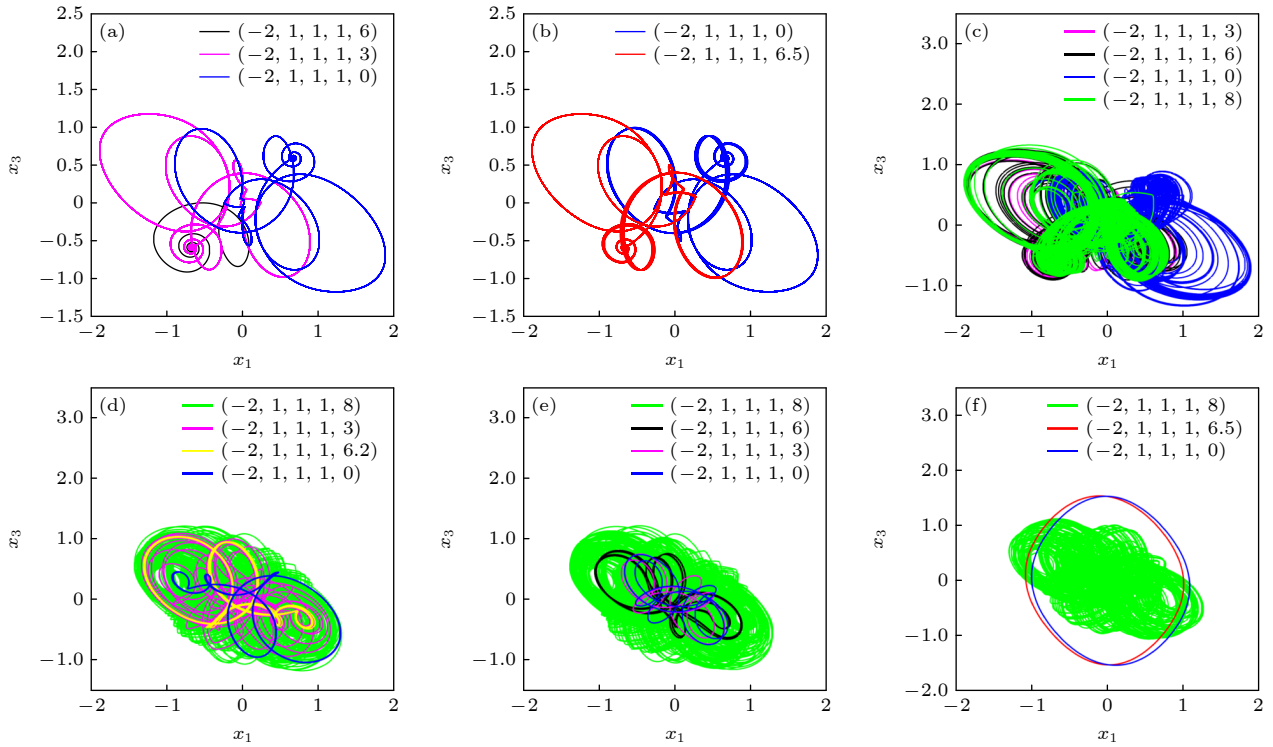 (a)
(−2, 1, 1, 1, 6)
(−2, 1, 1, 1, 3)
(−2, 1, 1, 1, 0)
2.5
2.0
1.5
1.0
0.5
0
−0.5
−1.0
−1.5
x3
−2 −1 0 1 2
x1
(b)
(−2, 1, 1, 1, 0)
(−2, 1, 1, 1, 6.5)
2.5
2.0
1.5
1.0
0.5
0
−0.5
−1.0
−1.5
x3
−2 −1 0 1 2
x1
(c)
(−2, 1, 1, 1, 3)
(−2, 1, 1, 1, 6)
(−2, 1, 1, 1, 0)
(−2, 1, 1, 1, 8)
3.0
2.0
1.0
0
−1.0
x3
−2 −1 0 1 2
x1
(d)
(−2, 1, 1, 1, 8)
(−2, 1, 1, 1, 3)
(−2, 1, 1, 1, 6.2)
(−2, 1, 1, 1, 0)
3.0
2.0
1.0
0
−1.0
x3
−2 −1 0 1 2
x1
(e)
(−2, 1, 1, 1, 8)
(−2, 1, 1, 1, 6)
(−2, 1, 1, 1, 3)
(−2, 1, 1, 1, 0)
3.0
2.0
1.0
0
−1.0
x3
−2 −1 0 1 2
x1
(f)
(−2, 1, 1, 1, 8)
(−2, 1, 1, 1, 6.5)
(−2, 1, 1, 1, 0)
3.0
2.0
1.0
0
−1.0
−2.0
x3
−2 −1 0 1 2
x1